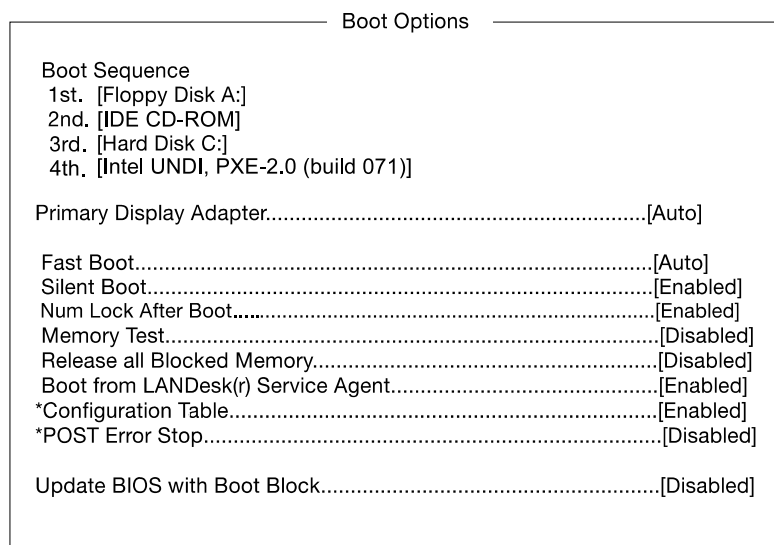 Boot Options
Boot Sequence
1st. [Floppy Disk A:]
2nd. [IDE CD-ROM]
3rd. [Hard Disk C:]
4th. [Intel UNDI, PXE-2.0 (build 071)]
Primary Display Adapter............................................................[Auto]
Fast Boot.................................................................................[Auto]
Silent Boot...............................................................................[Enabled]
Num Lock After Boot..................................................................[Enabled]
Memory Test.............................................................................[Disabled]
Release all Blocked Memory......................................................[Disabled]
Boot from LANDesk(r) Service Agent..........................................[Enabled]
*Configuration Table...................................................................[Enabled]
*POST Error Stop.......................................................................[Disabled]
Update BIOS with Boot Block.....................................................[Disabled]